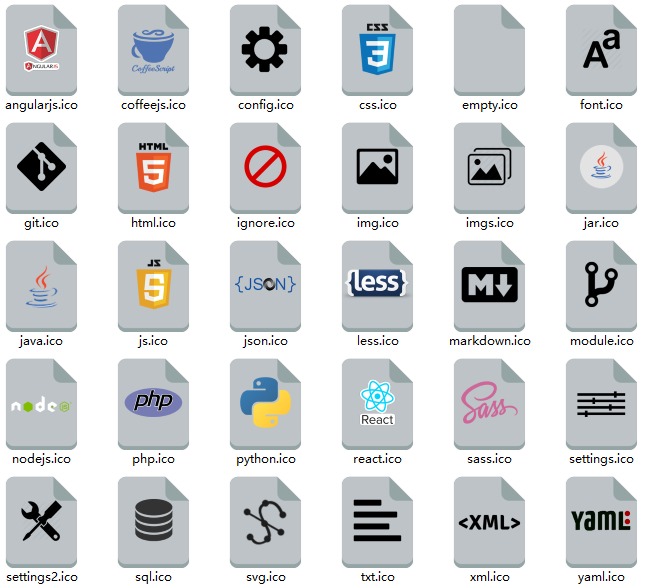 ANGULARJS
CoffeeScript
CSS
3
Aa
angularjs.ico
coffeejs.ico
config.ico
css.ico
empty.ico
font.ico
HTML
5
git.ico
html.ico
ignore.ico
img.ico
imgs.ico
jar.ico
JS
5
{JSON}
{less}
M
java.ico
js.ico
json.ico
less.ico
markdown.ico
module.ico
node
php
React
Sass
nodejs.ico
php.ico
python.ico
react.ico
sass.ico
settings.ico
<XML>
YAML:
settings2.ico
sql.ico
svg.ico
txt.ico
xml.ico
yaml.ico